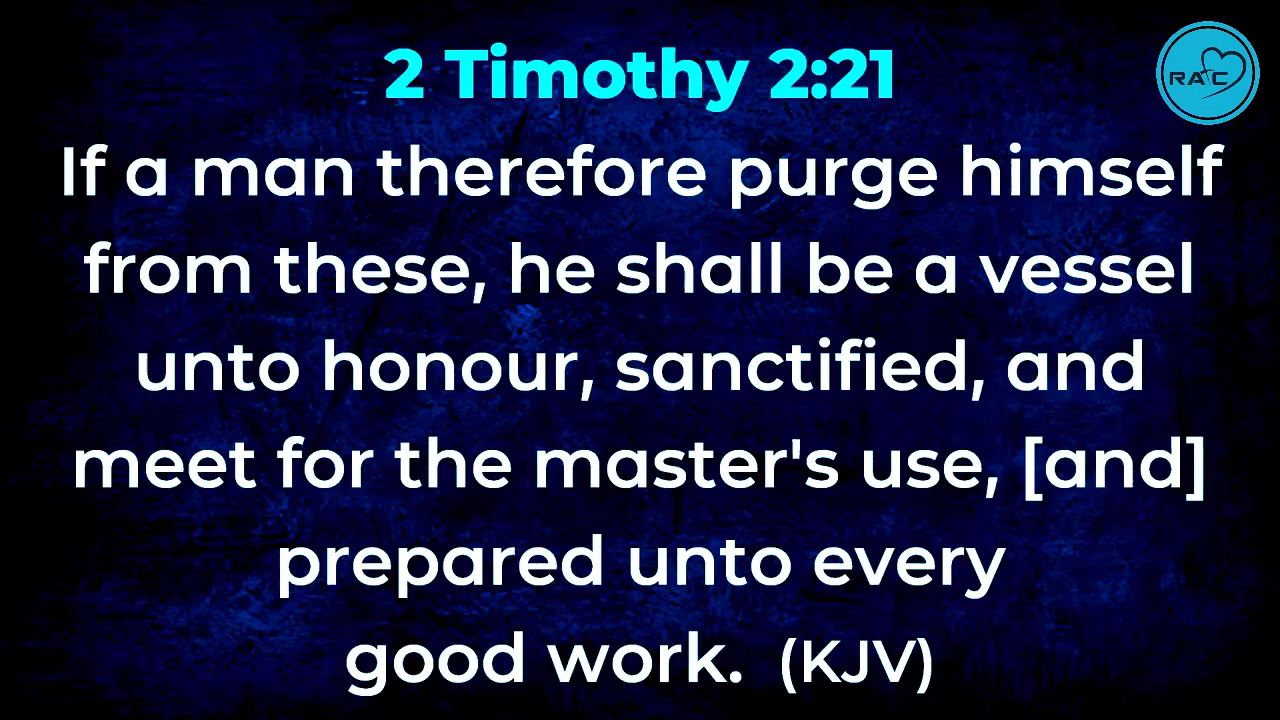 2 Timothy 2:21
RAC
If a man therefore purge himself
from these, he shall be a vessel
unto honour, sanctified, and
meet for the master's use, [and]
prepared unto every
good work. (KJV)